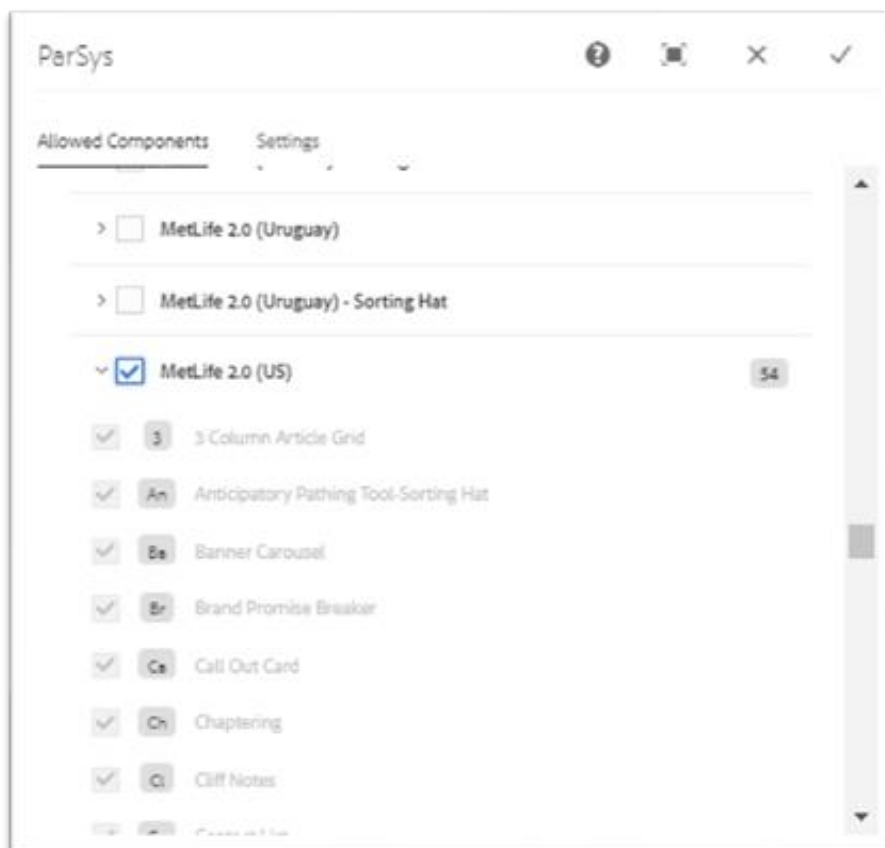 ParSys
Allowed Components Settings
MetLife 2.0 (Uruguay)
MetLife 2.0 (Uruguay) - Sorting Hat
MetLife 2.0 (US) 54
3 3 Column Article Grid
An Anticipatory Pathing Tool-Sorting Hat
Ba Banner Carousel
Br Brand Promise Breaker
Ca Call Out Card
Ch Chaptering
Cl Cliff Notes